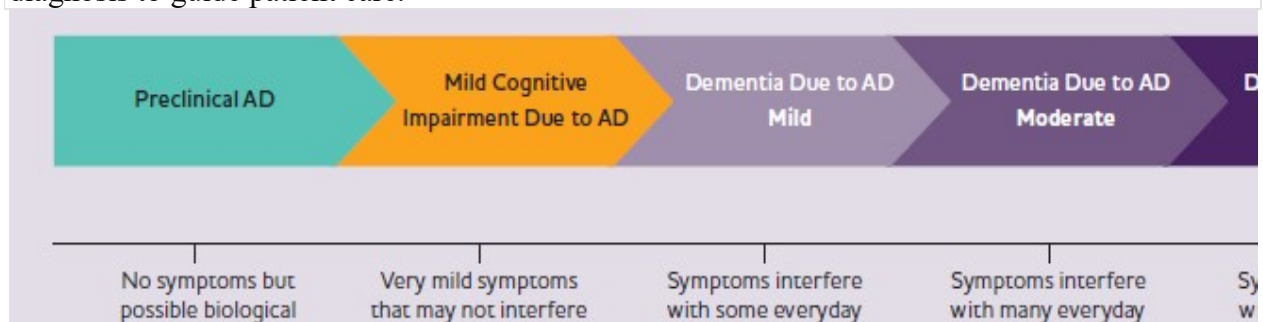 diagnosis to guide patient care.
Preclinical AD
Mild Cognitive
Impairment Due to AD
Dementia Due to AD
Mild
Dementia Due to AD
Moderate
D
No symptoms but
possible biological
Very mild symptoms
that may not interfere
Symptoms interfere
with some everyday
Symptoms interfere
with many everyday
Sy
w